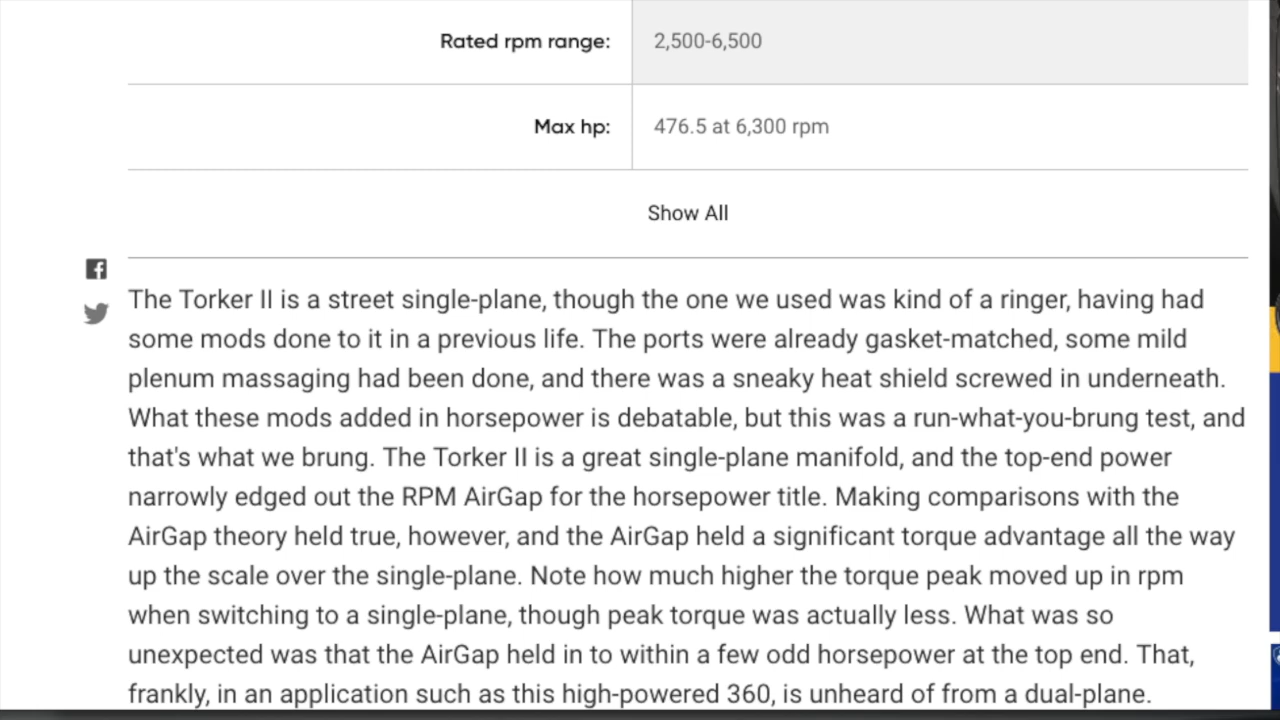 Rated rpm range: 2,500-6,500
Max hp: 476.5 at 6,300 rpm
Show All
The Torker II is a street single-plane, though the one we used was kind of a ringer, having had
some mods done to it in a previous life. The ports were already gasket-matched, some mild
plenum massaging had been done, and there was a sneaky heat shield screwed in underneath.
What these mods added in horsepower is debatable, but this was a run-what-you-brung test, and
that's what we brung. The Torker II is a great single-plane manifold, and the top-end power
narrowly edged out the RPM AirGap for the horsepower title. Making comparisons with the
AirGap theory held true, however, and the AirGap held a significant torque advantage all the way
up the scale over the single-plane. Note how much higher the torque peak moved up in rpm
when switching to a single-plane, though peak torque was actually less. What was so
unexpected was that the AirGap held in to within a few odd horsepower at the top end. That,
frankly, in an application such as this high-powered 360, is unheard of from a dual-plane.